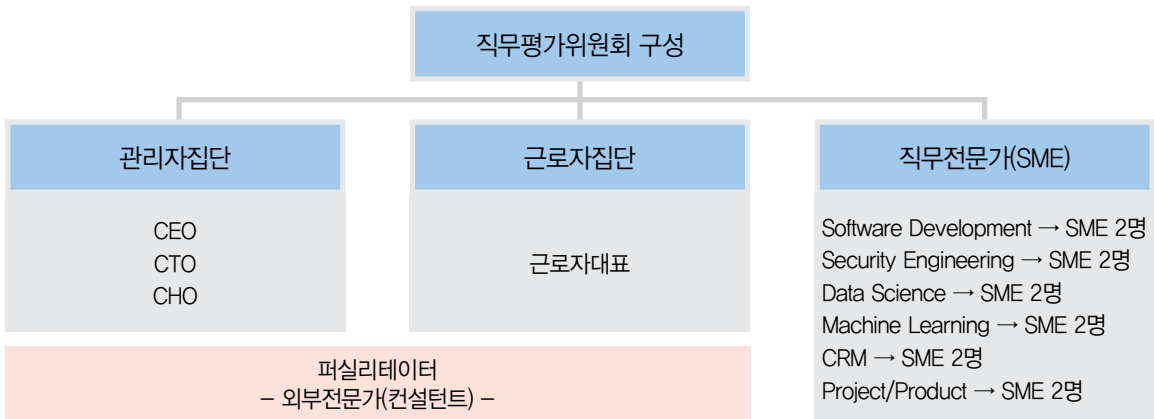 직무평가위원회 구성
관리자집단
CEO
CTO
CHO
근로자집단
근로자대표
직무전문가(SME)
Software Development → SME 2명
Security Engineering → SME 2명
Data Science → SME 2명
Machine Learning → SME 2명
CRM → SME 2명
Project/Product → SME 2명
퍼실리테이터
– 외부전문가(컨설턴트) –